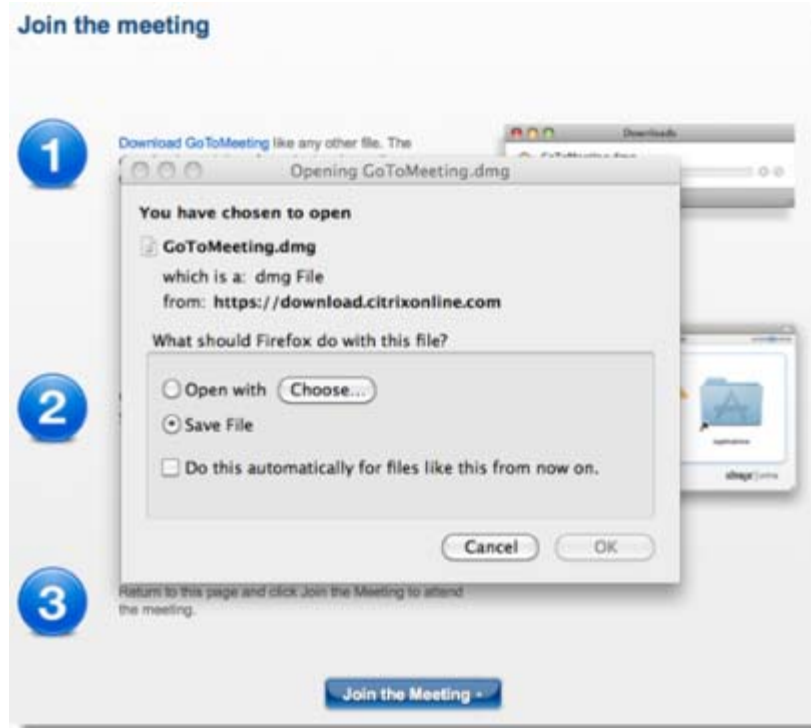 Join the meeting
1
Download GoToMeeting like any other file. The
Downloads
GoToMeeting.dmg
Opening GoToMeeting.dmg
You have chosen to open
GoToMeeting.dmg
which is a: dmg File
from: https://download.citrixonline.com
What should Firefox do with this file?
Open with Choose...
Save File
Do this automatically for files like this from now on.
Cancel OK
2
Applications
3
Return to this page and click Join the Meeting to attend
the meeting.
Join the Meeting